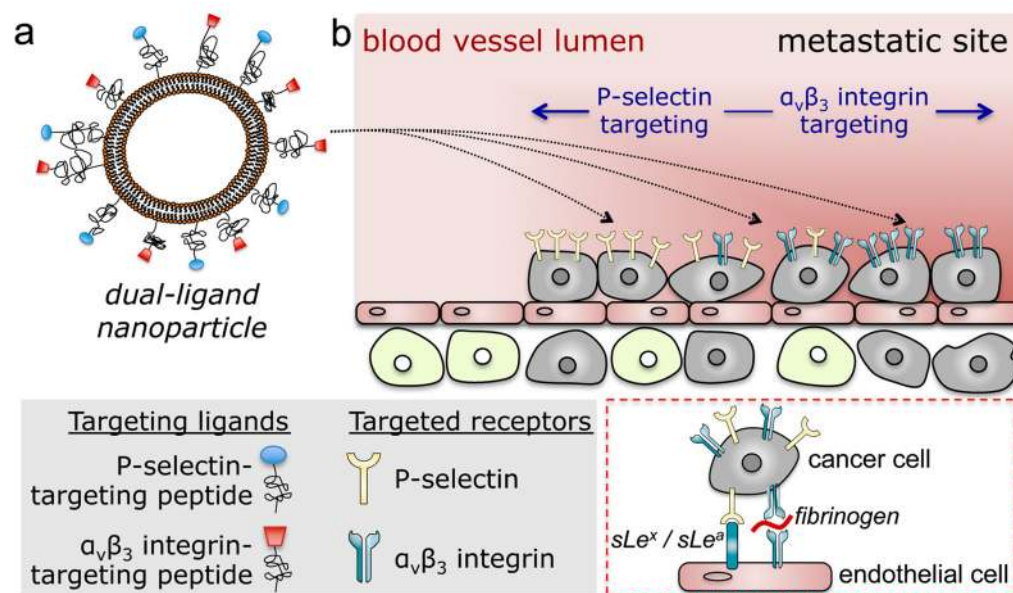 a
dual-ligand
nanoparticle
b
blood vessel lumen
metastatic site
P-selectin
targeting
αvβ3 integrin
targeting
Targeting ligands
P-selectin-
targeting peptide
αvβ3 integrin-
targeting peptide
Targeted receptors
P-selectin
αvβ3 integrin
cancer cell
fibrinogen
sLeˣ / sLeᵃ
endothelial cell